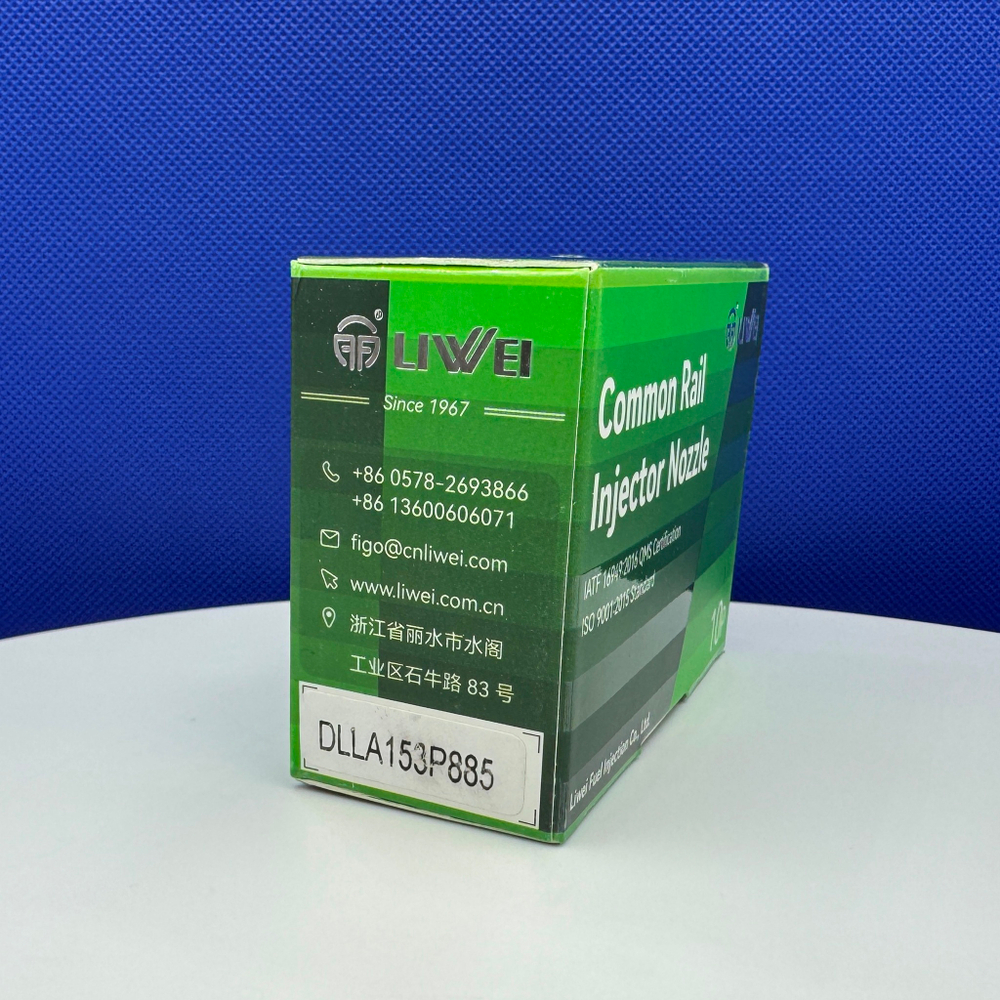 LIWEI
Since 1967
+86 0578-2693866
+86 13600606071
figo@cnliwei.com
www.liwei.com.cn
浙江省丽水市水阁
工业区石牛路 83 号
DLLA153P885
LIWEI
Common Rail
Injector Nozzle
IATF 16949:2016 QMS Certification
ISO 9001:2015 Standard
Liwei Fuel Injection Co., Ltd